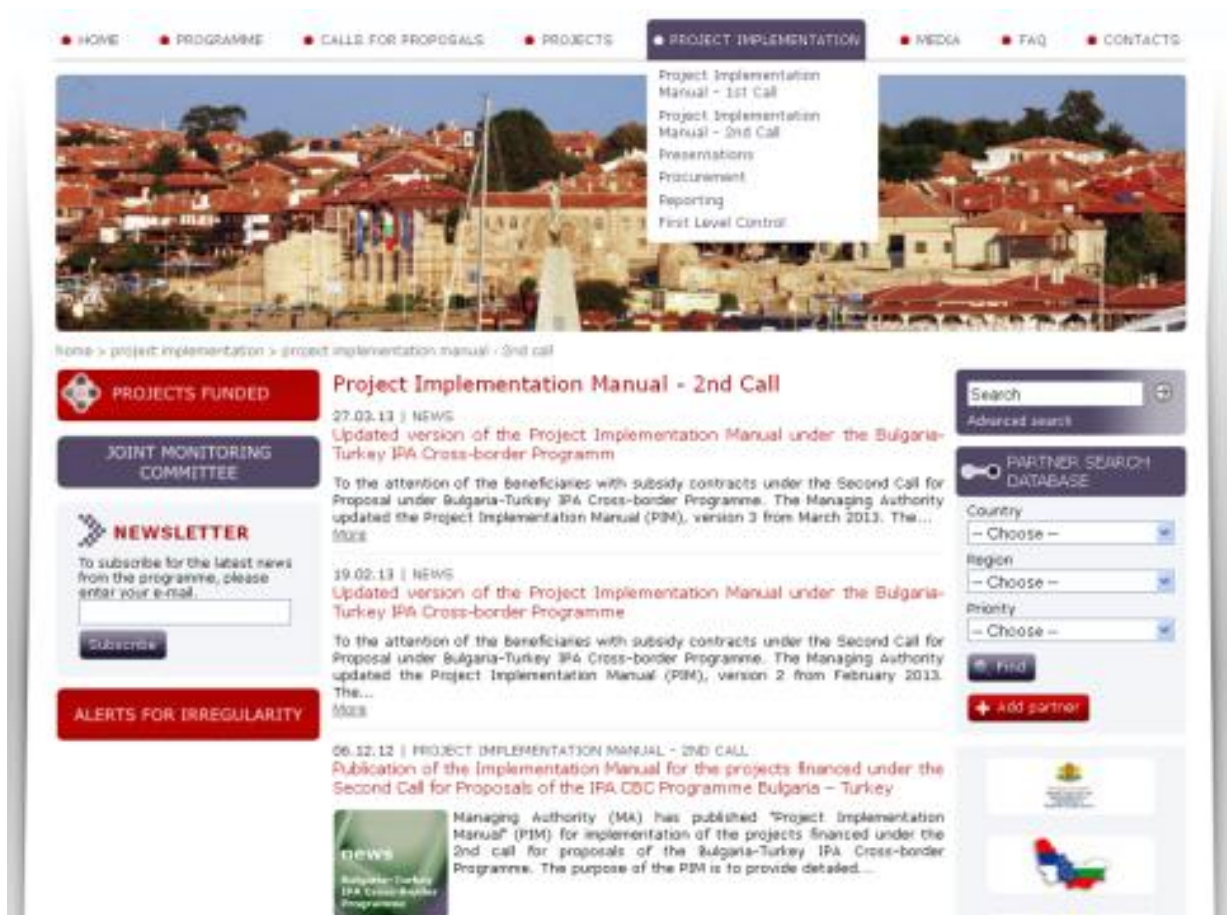 HOME
PROGRAMME
CALLS FOR PROPOSALS
PROJECTS
PROJECT IMPLEMENTATION
MEDIA
FAQ
CONTACTS
Project Implementation
Manual - 1st Call
Project Implementation
Manual - 2nd Call
Presentations
Procurement
Reporting
First Level Control
home > project implementation > project implementation manual - 2nd call
PROJECTS FUNDED
JOINT MONITORING
COMMITTEE
NEWSLETTER
To subscribe for the latest news
from the programme, please
enter your e-mail.
Subscribe
ALERTS FOR IRREGULARITY
Project Implementation Manual - 2nd Call
27.03.13 | NEWS
Updated version of the Project Implementation Manual under the Bulgaria-
Turkey IPA Cross-border Programm
To the attention of the Beneficiaries with subsidy contracts under the Second Call for
Proposal under Bulgaria-Turkey IPA Cross-border Programme. The Managing Authority
updated the Project Implementation Manual (PIM), version 3 from March 2013. The...
More
19.02.13 | NEWS
Updated version of the Project Implementation Manual under the Bulgaria-
Turkey IPA Cross-border Programme
To the attention of the Beneficiaries with subsidy contracts under the Second Call for
Proposal under Bulgaria-Turkey IPA Cross-border Programme. The Managing Authority
updated the Project Implementation Manual (PIM), version 2 from February 2013.
The...
More
06.12.12 | PROJECT IMPLEMENTATION MANUAL - 2ND CALL
Publication of the Implementation Manual for the projects financed under the
Second Call for Proposals of the IPA CBC Programme Bulgaria – Turkey
news
Bulgaria-Turkey
IPA Cross-Border
Programme
Managing Authority (MA) has published "Project Implementation
Manual" (PIM) for implementation of the projects financed under the
2nd call for proposals of the Bulgaria-Turkey IPA Cross-border
Programme. The purpose of the PIM is to provide detailed...
Search
Advanced search
PARTNER SEARCH
DATABASE
Country
-- Choose --
Region
-- Choose --
Priority
-- Choose --
Find
Add partner